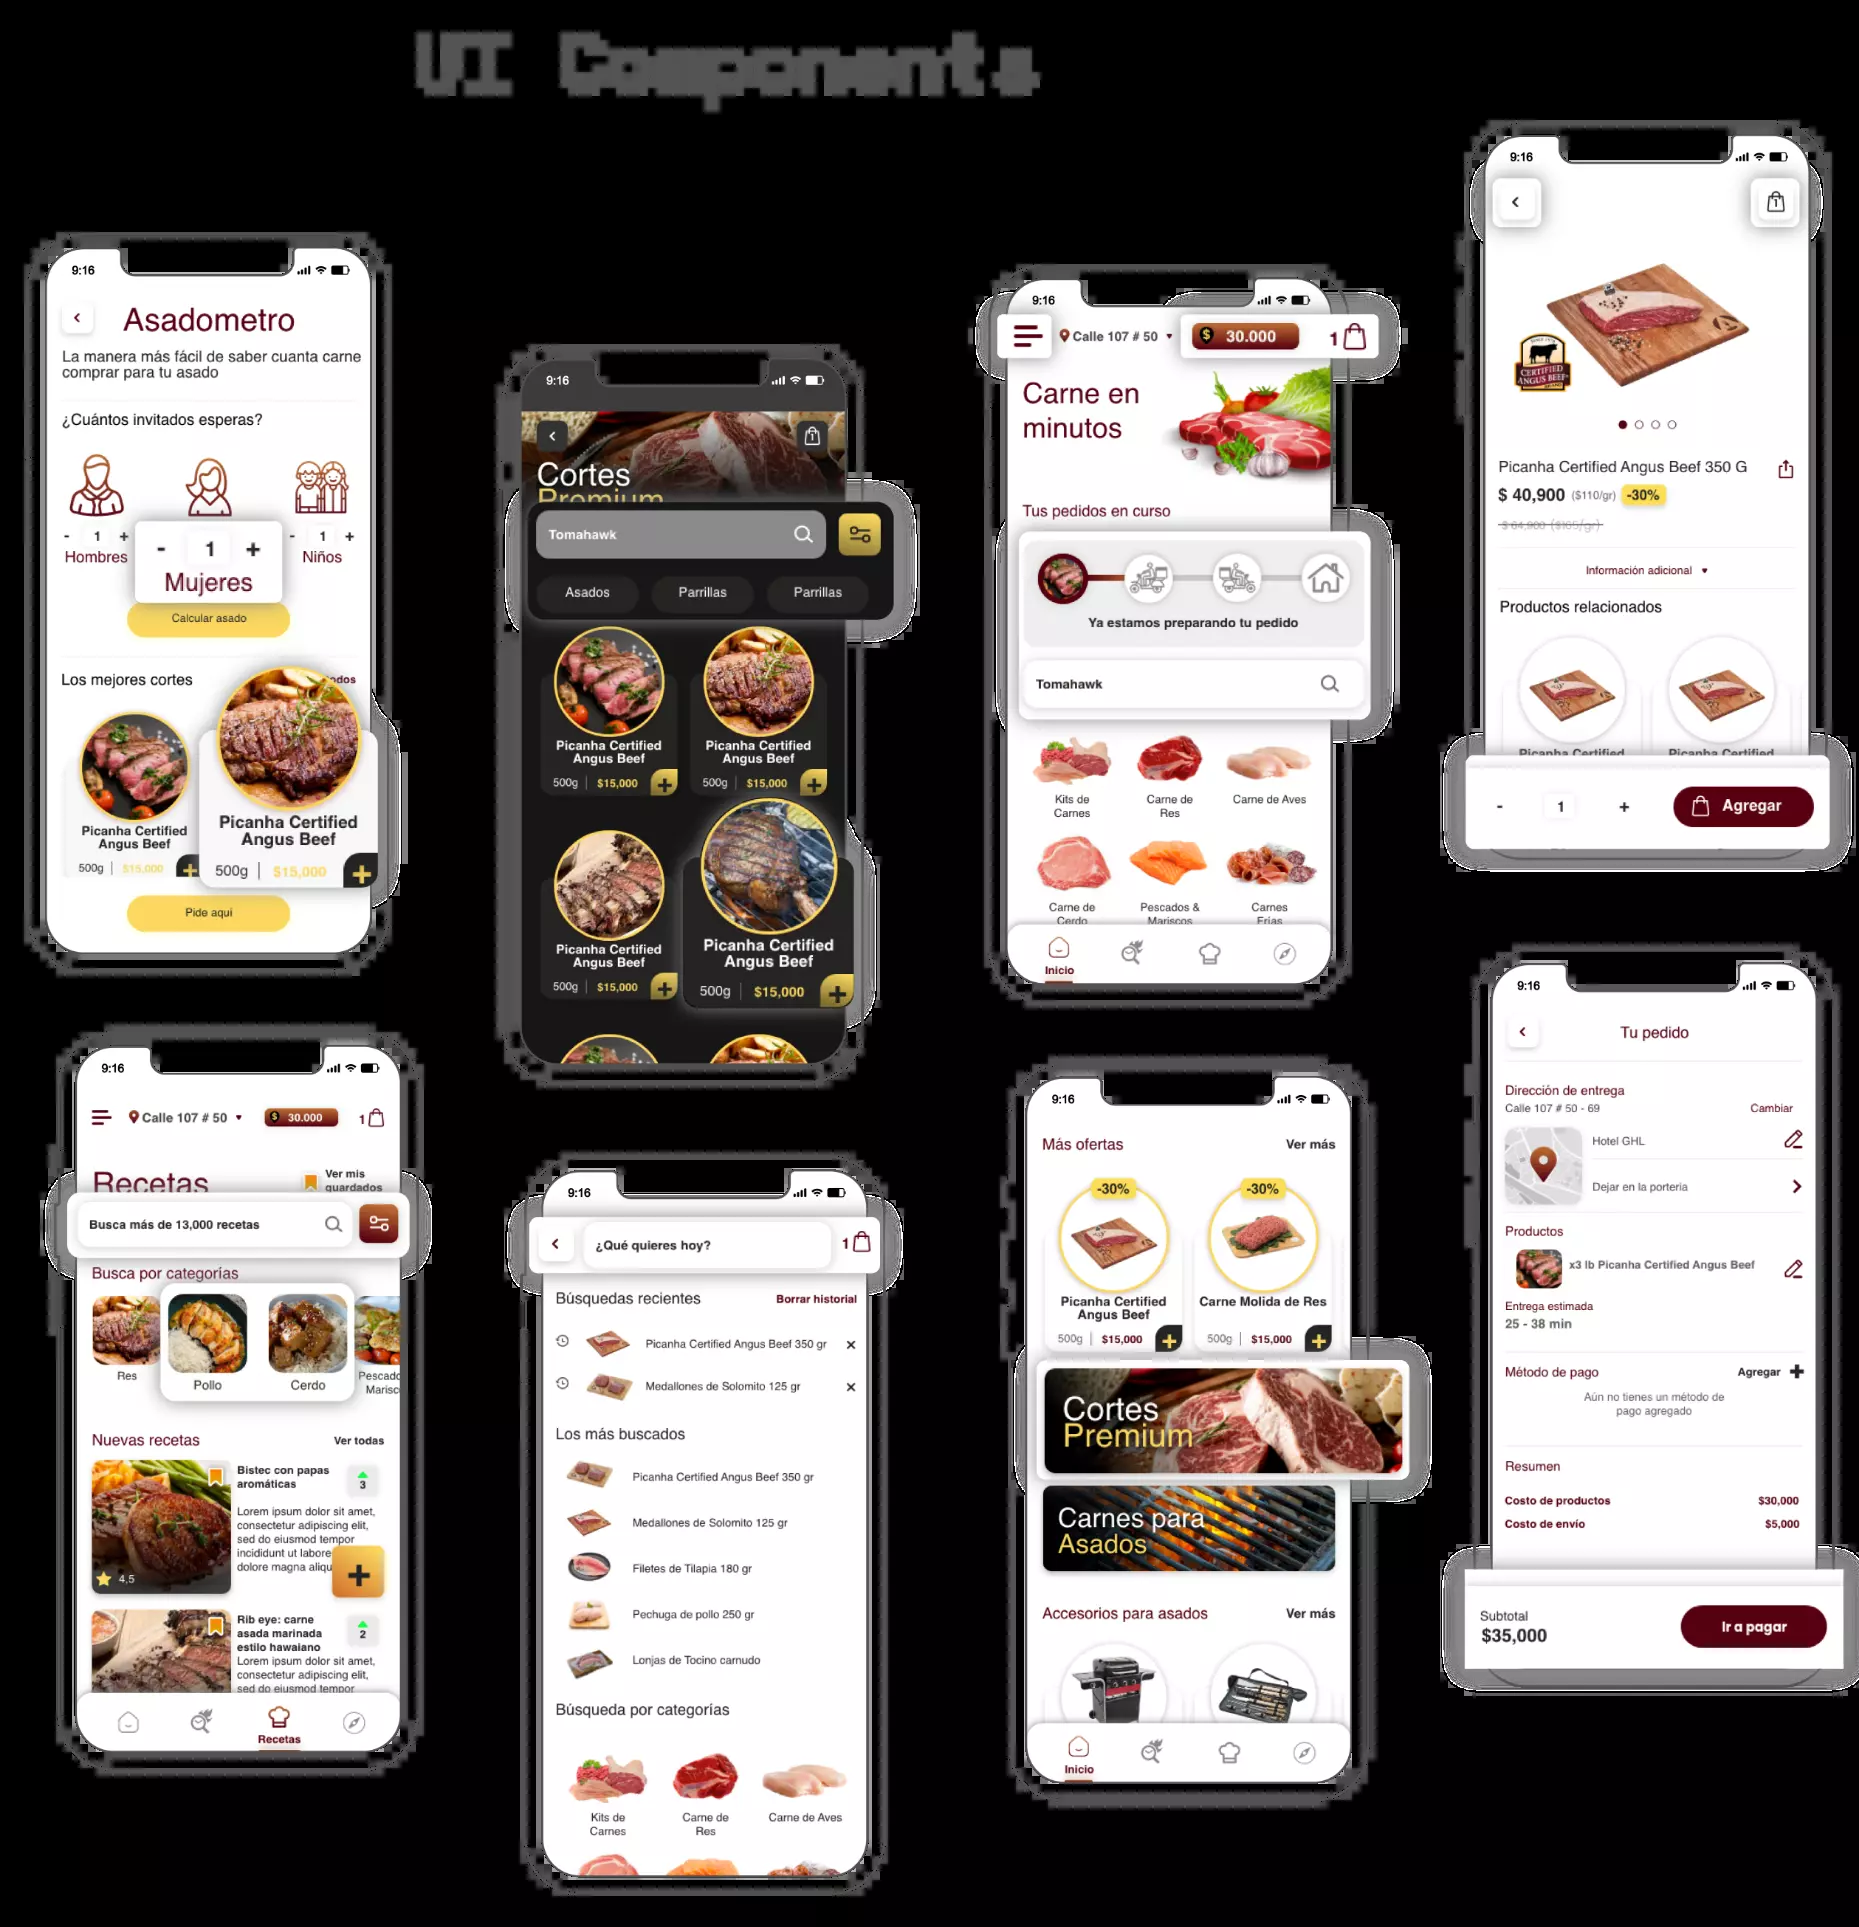 UI Components
9:16
Asadometro
La manera más fácil de saber cuanta carne
comprar para tu asado
¿Cuántos invitados esperas?
- 1 +
- 1 +
- 1 +
Hombres
Mujeres
Niños
Calcular asado
Los mejores cortes
odos
Picanha Certified
Angus Beef
500g | $15,000 +
Picanha Certified
Angus Beef
500g | $15,000 +
Pide aqui
9:16
Cortes
Premium
Tomahawk
Asados
Parrillas
Parrillas
Picanha Certified
Angus Beef
500g | $15,000 +
Picanha Certified
Angus Beef
500g | $15,000 +
Picanha Certified
Angus Beef
500g | $15,000 +
Picanha Certified
Angus Beef
500g | $15,000 +
9:16
Calle 107 # 50
$ 30.000
1
Carne en
minutos
Tus pedidos en curso
Ya estamos preparando tu pedido
Tomahawk
Kits de
Carnes
Carne de
Res
Carne de Aves
Carne de
Cerdo
Pescados &
Mariscos
Carnes
Frias
Inicio
9:16
1
CERTIFIED
ANGUS BEEF
Picanha Certified Angus Beef 350 G
$ 40,900 ($110/gr) -30%
$ 64,900 ($165/gr)
Información adicional
Productos relacionados
Picanha Certified
Picanha Certified
- 1 +
Agregar
9:16
Calle 107 # 50
$ 30.000
1
Recetas
Ver mis
guardados
Busca más de 13,000 recetas
Busca por categorías
Res
Pollo
Cerdo
Pescado
Marisc
Nuevas recetas
Ver todas
Bistec con papas
aromáticas
3
Lorem ipsum dolor sit amet,
consectetur adipiscing elit,
sed do eiusmod tempor
incididunt ut labore
dolore magna aliqu
+
4,5
Rib eye: carne
asada marinada
estilo hawaiano
2
Lorem ipsum dolor sit amet,
consectetur adipiscing elit,
sed do eiusmod tempor
Recetas
9:16
¿Qué quieres hoy?
1
Búsquedas recientes
Borrar historial
Picanha Certified Angus Beef 350 gr
Medallones de Solomito 125 gr
Los más buscados
Picanha Certified Angus Beef 350 gr
Medallones de Solomito 125 gr
Filetes de Tilapia 180 gr
Pechuga de pollo 250 gr
Lonjas de Tocino carnudo
Búsqueda por categorías
Kits de
Carnes
Carne de
Res
Carne de Aves
9:16
Más ofertas
Ver más
-30%
-30%
Picanha Certified
Angus Beef
500g | $15,000 +
Carne Molida de Res
500g | $15,000 +
Cortes
Premium
Carnes para
Asados
Accesorios para asados
Ver más
Inicio
9:16
Tu pedido
Dirección de entrega
Calle 107 # 50 - 69
Cambiar
Hotel GHL
Dejar en la porteria
Productos
x3 lb Picanha Certified Angus Beef
Entrega estimada
25 - 38 min
Método de pago
Agregar +
Aún no tienes un método de
pago agregado
Resumen
Costo de productos
$30,000
Costo de envío
$5,000
Subtotal
$35,000
Ir a pagar